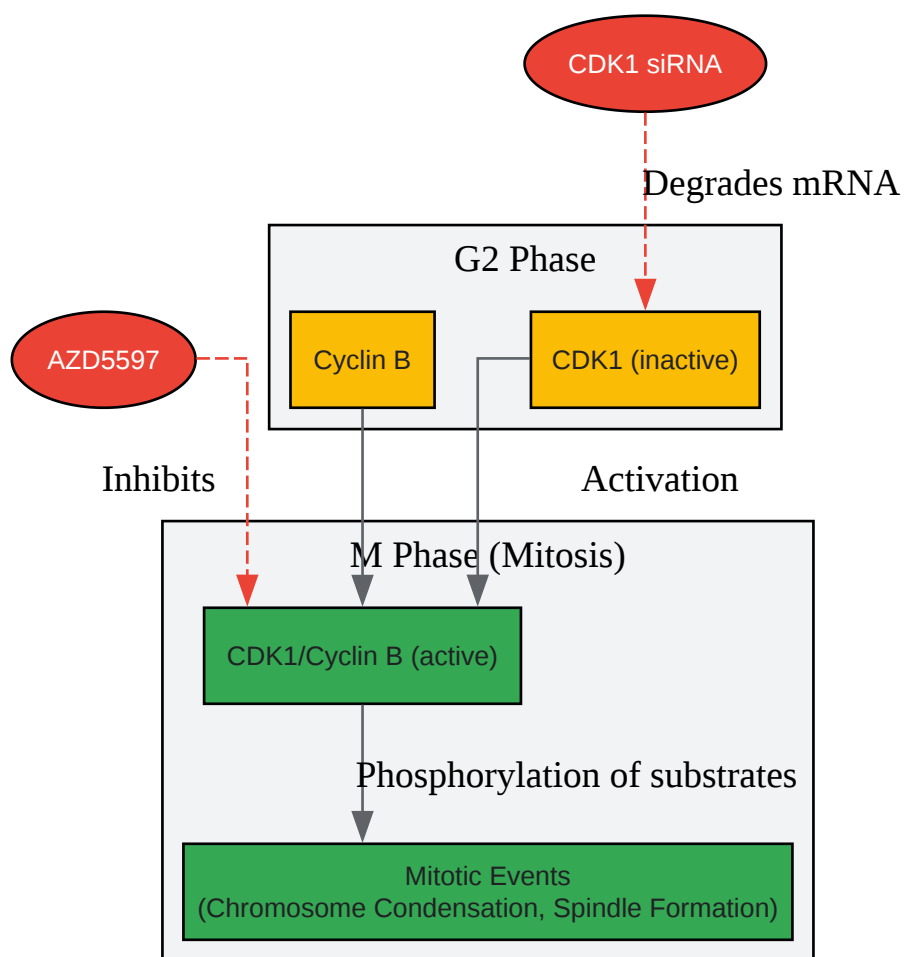 CDK1 siRNA
Degrades mRNA
G2 Phase
AZD5597
Cyclin B
CDK1 (inactive)
Inhibits
Activation
M Phase (Mitosis)
CDK1/Cyclin B (active)
Phosphorylation of substrates
Mitotic Events
(Chromosome Condensation, Spindle Formation)